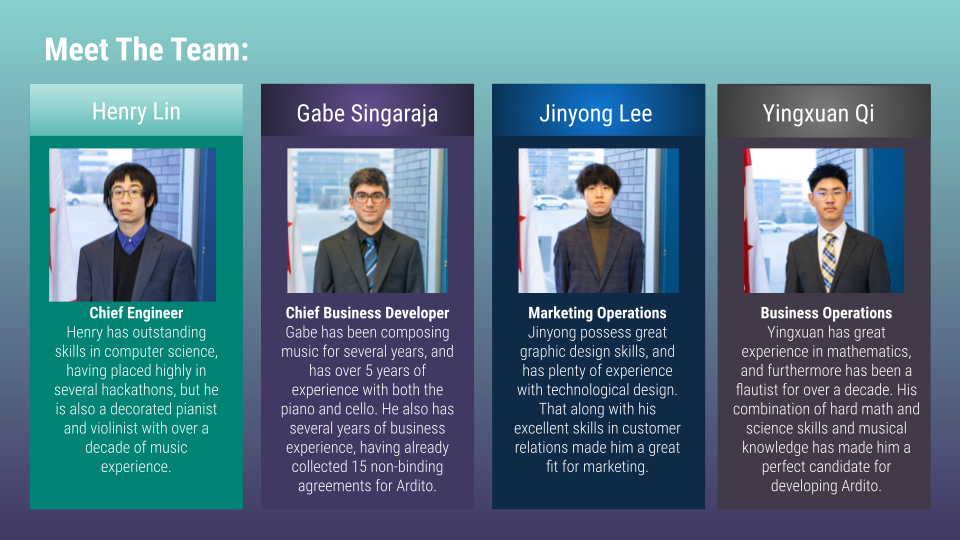 Meet The Team:
Henry Lin
Chief Engineer
Henry has outstanding
skills in computer science,
having placed highly in
several hackathons, but he
is also a decorated pianist
and violinist with over a
decade of music
experience.
Gabe Singaraja
Chief Business Developer
Gabe has been composing
music for several years, and
has over 5 years of
experience with both the
piano and cello. He also has
several years of business
experience, having already
collected 15 non-binding
agreements for Ardito.
Jinyong Lee
Marketing Operations
Jinyong possess great
graphic design skills, and
has plenty of experience
with technological design.
That along with his
excellent skills in customer
relations made him a great
fit for marketing.
Yingxuan Qi
Business Operations
Yingxuan has great
experience in mathematics,
and furthermore has been a
flautist for over a decade. His
combination of hard math and
science skills and musical
knowledge has made him a
perfect candidate for
developing Ardito.